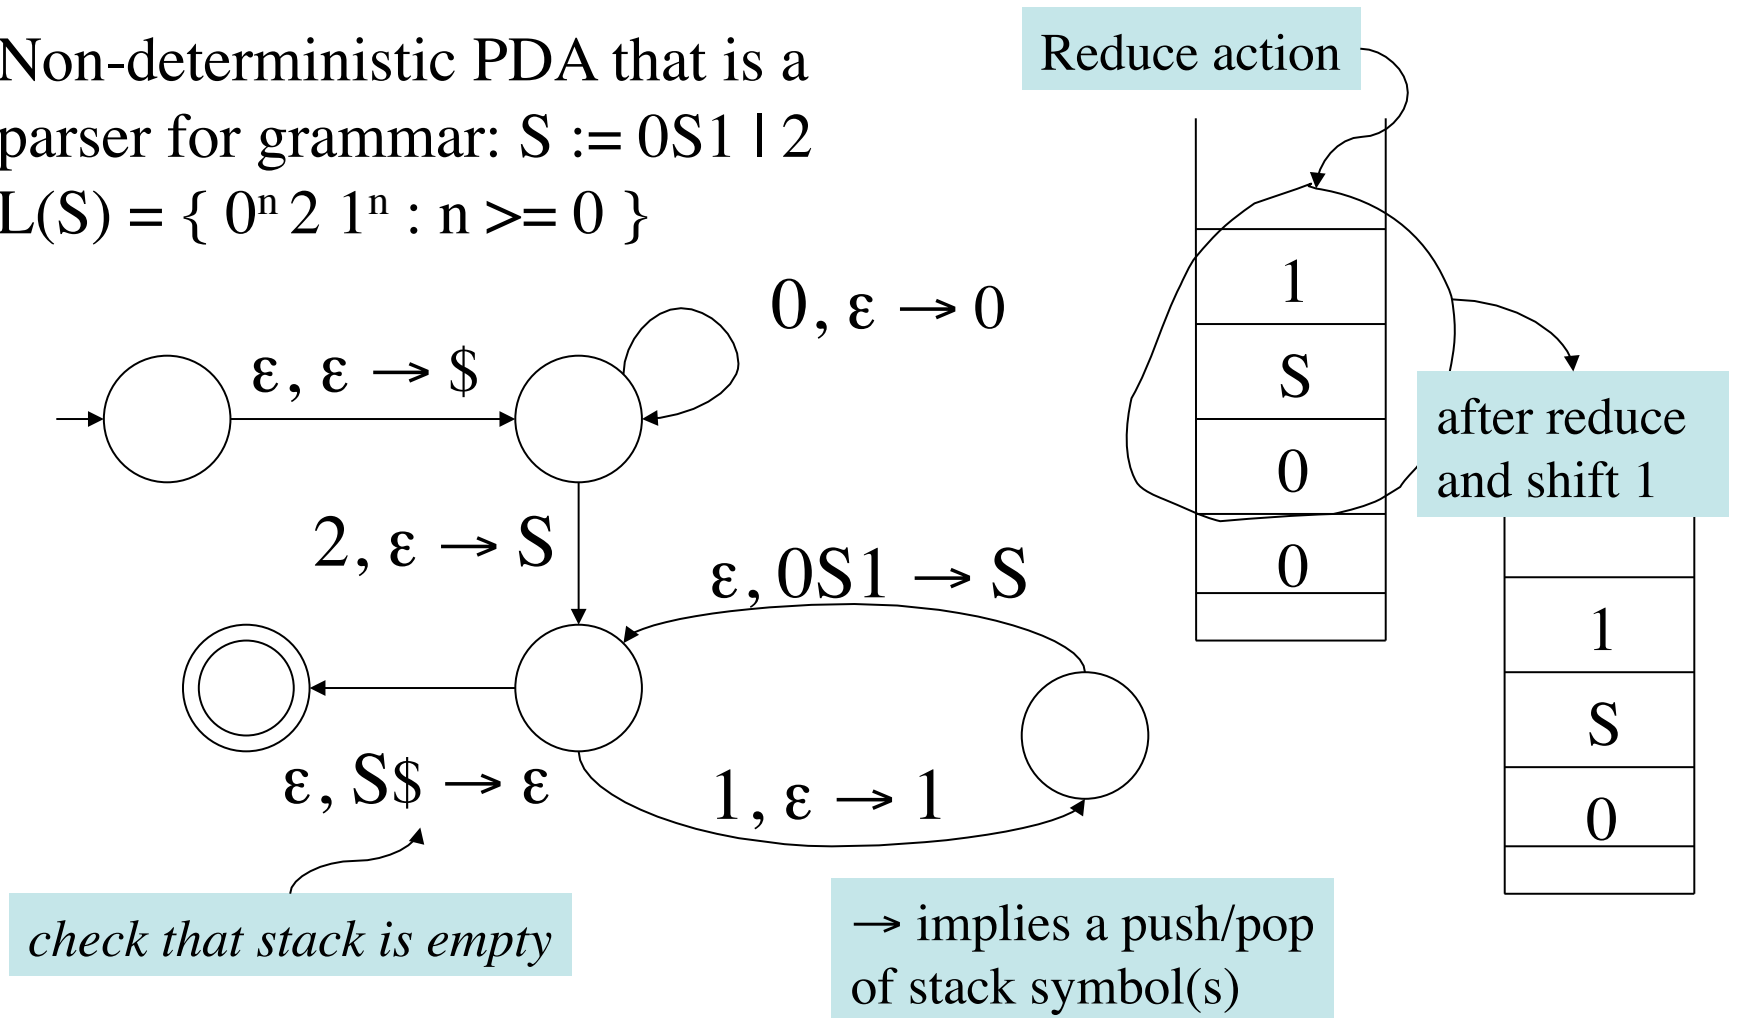 Non-deterministic PDA that is a
parser for grammar: S := 0S1 | 2
L(S) = { 0ⁿ 2 1ⁿ : n >= 0 }
Reduce action
0, ε → 0
ε, ε → $
1
S
0
0
after reduce
and shift 1
2, ε → S
ε, 0S1 → S
1
S
0
ε, S$ → ε
1, ε → 1
check that stack is empty
→ implies a push/pop
of stack symbol(s)